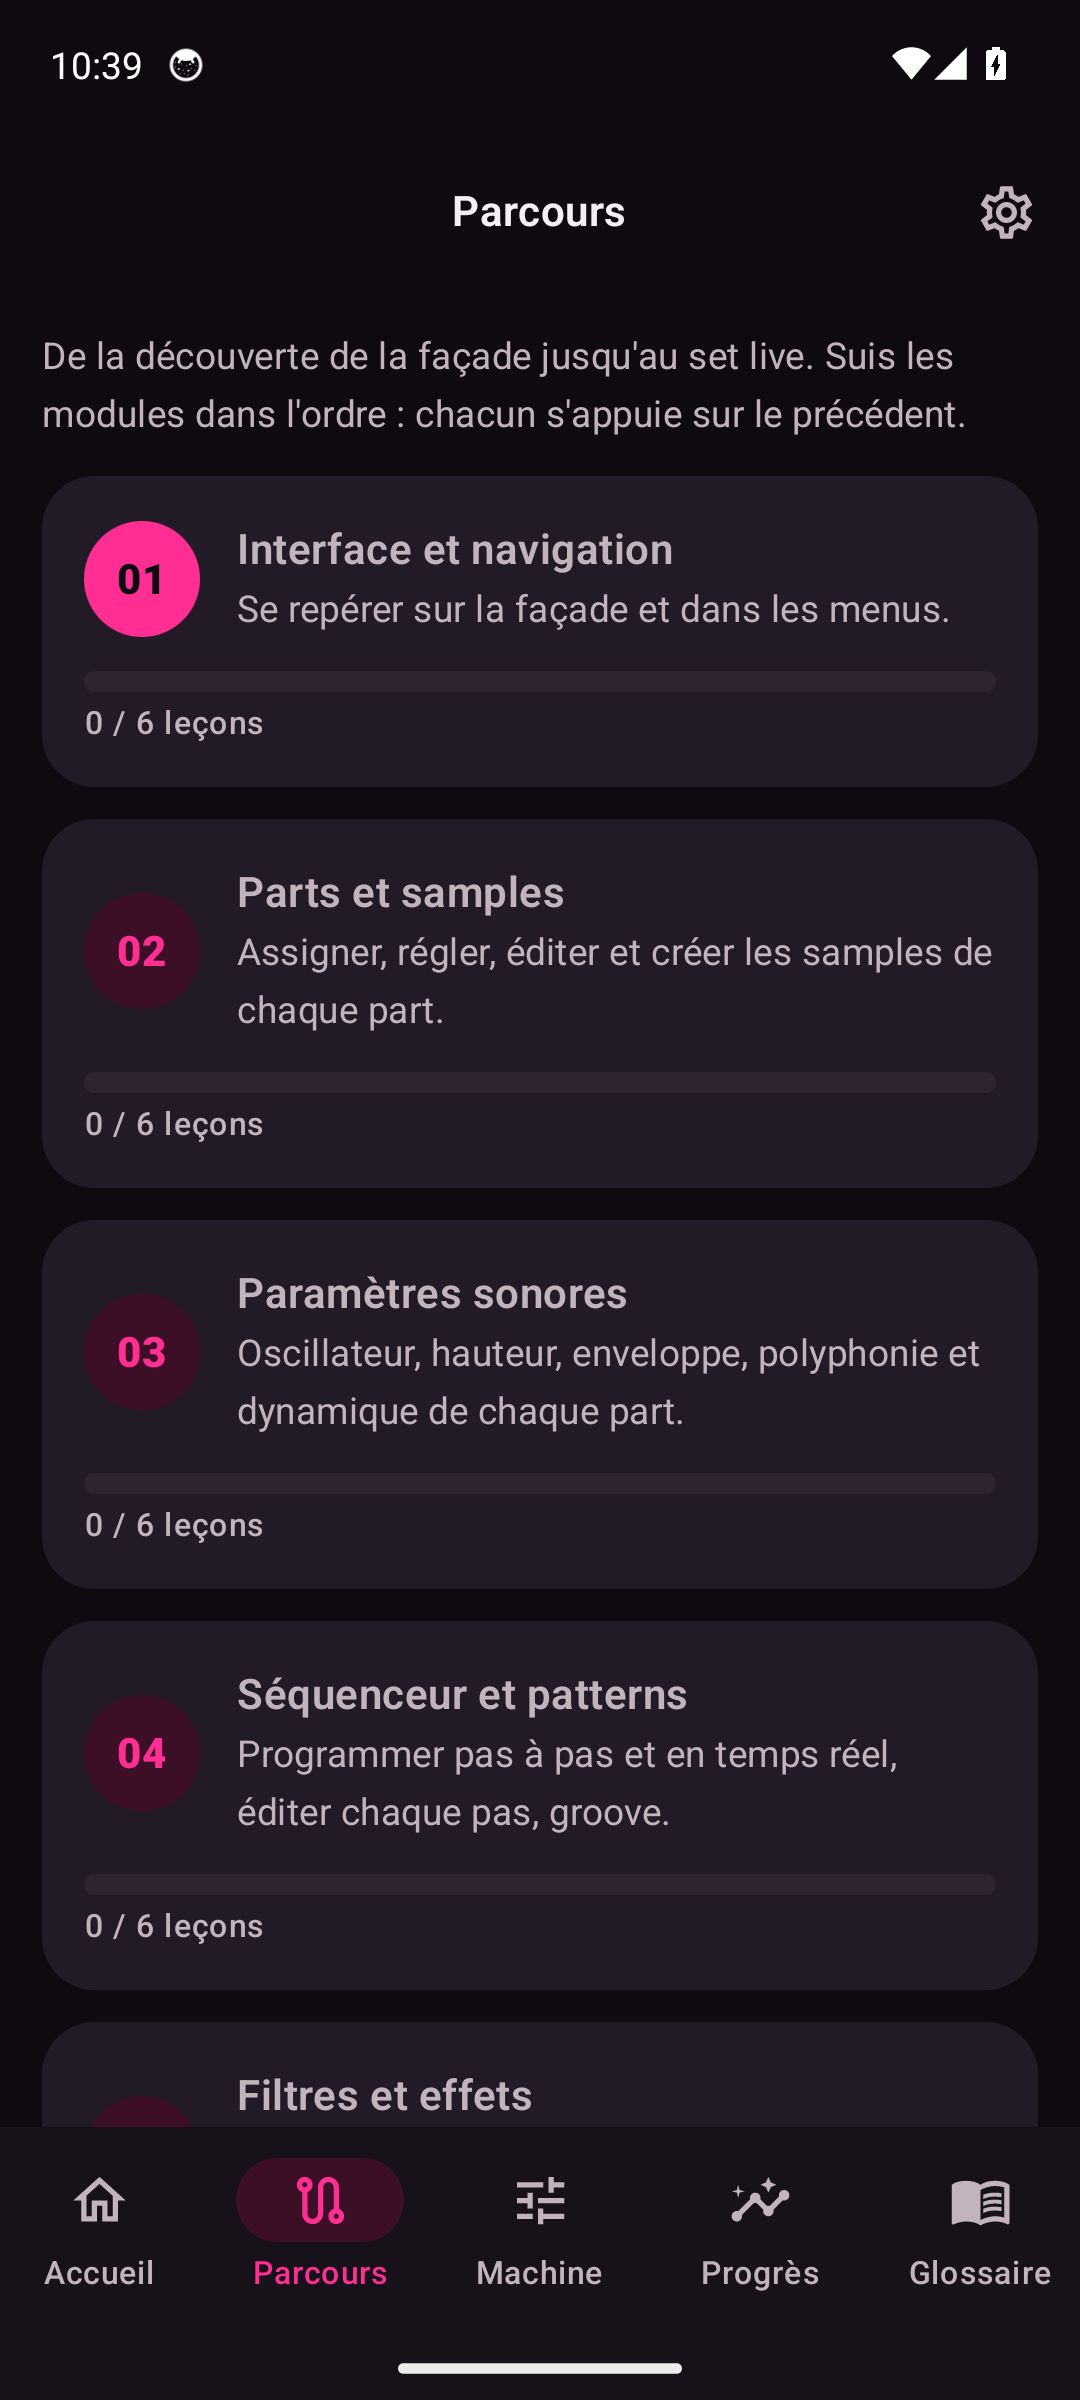 10:39
Parcours
De la découverte de la façade jusqu'au set live. Suis les
modules dans l'ordre : chacun s'appuie sur le précédent.
01
Interface et navigation
Se repérer sur la façade et dans les menus.
0 / 6 leçons
02
Parts et samples
Assigner, régler, éditer et créer les samples de
chaque part.
0 / 6 leçons
03
Paramètres sonores
Oscillateur, hauteur, enveloppe, polyphonie et
dynamique de chaque part.
0 / 6 leçons
04
Séquenceur et patterns
Programmer pas à pas et en temps réel,
éditer chaque pas, groove.
0 / 6 leçons
Filtres et effets
Accueil
Parcours
Machine
Progrès
Glossaire